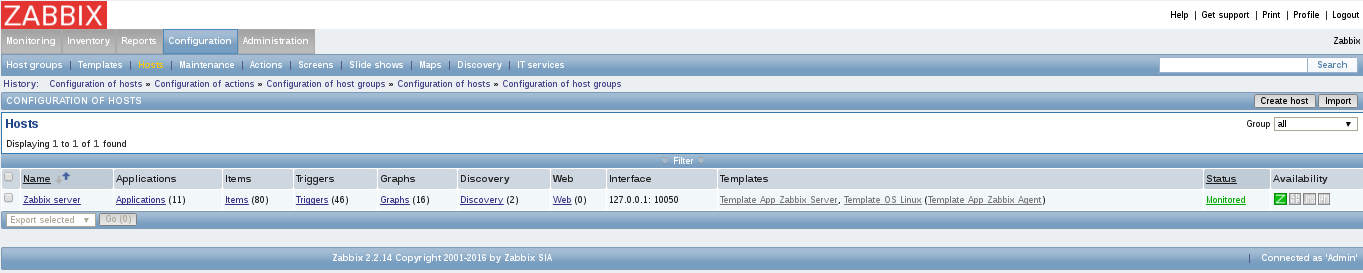 ZABBIX
Help | Get support | Print | Profile | Logout
Monitoring Inventory Reports Configuration Administration Zabbix
Host groups | Templates | Hosts | Maintenance | Actions | Screens | Slide shows | Maps | Discovery | IT services Search
History: Configuration of hosts » Configuration of actions » Configuration of host groups » Configuration of hosts » Configuration of host groups
CONFIGURATION OF HOSTS Create host Import
Hosts Group all
Displaying 1 to 1 of 1 found
Filter
Name Applications Items Triggers Graphs Discovery Web Interface Templates Status Availability
Zabbix server Applications (11) Items (80) Triggers (46) Graphs (16) Discovery (2) Web (0) 127.0.0.1: 10050 Template App Zabbix Server, Template OS Linux (Template App Zabbix Agent) Monitored Z
Export selected Go (0)
Zabbix 2.2.14 Copyright 2001-2016 by Zabbix SIA | Connected as 'Admin'